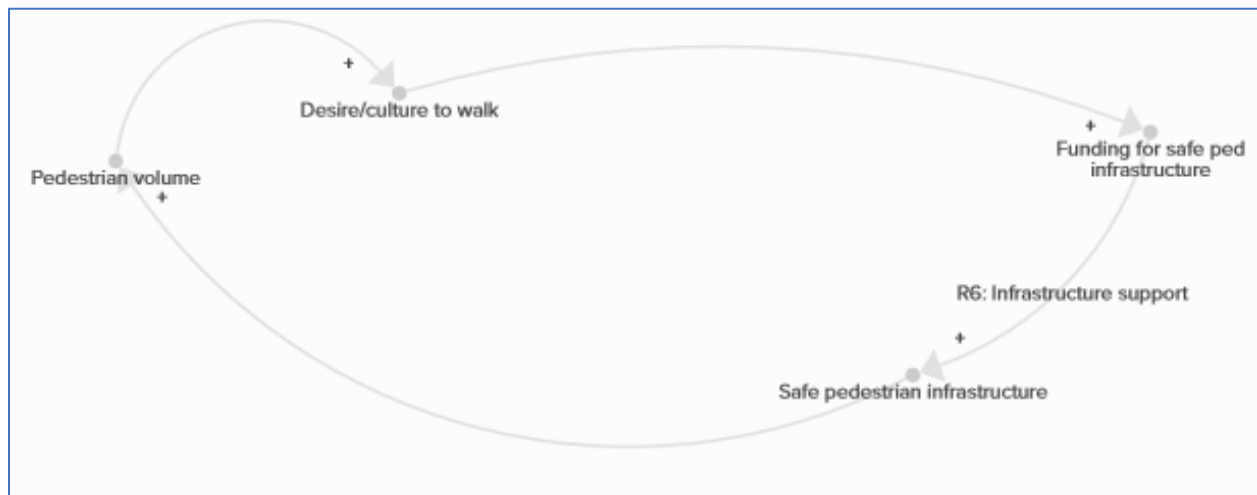 +
Desire/culture to walk
+
Funding for safe ped
infrastructure
Pedestrian volume
+
R6: Infrastructure support
+
Safe pedestrian infrastructure